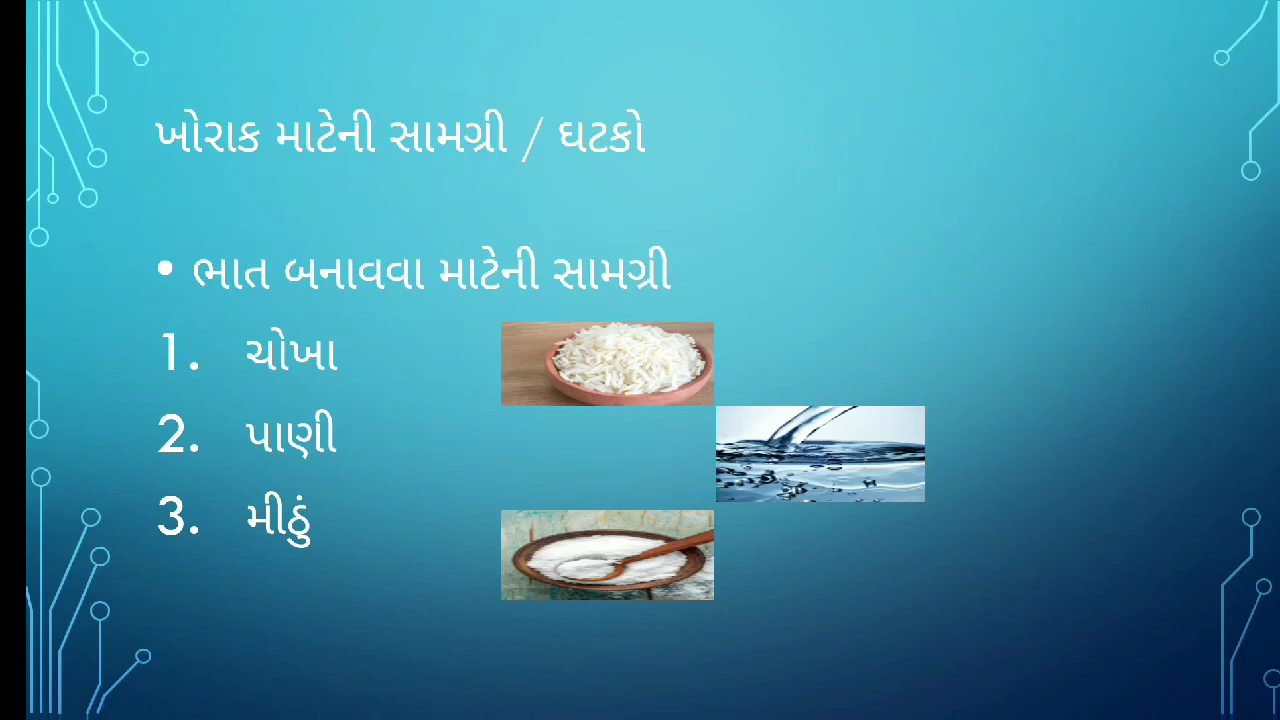 ખોરાક માટેની સામગ્રી / ઘટકો
• ભાત બનાવવા માટેની સામગ્રી
1. ચોખા
2. પાણી
3. મીઠું